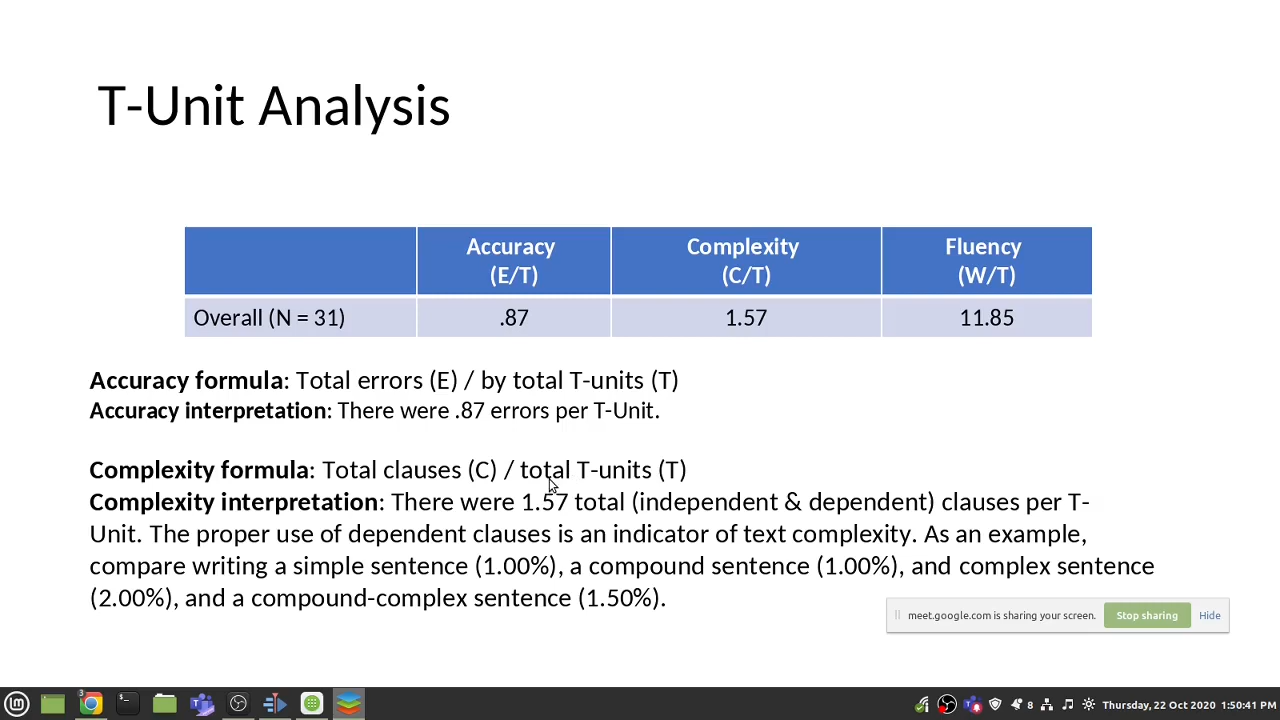 T-Unit Analysis
Accuracy Complexity Fluency
(E/T) (C/T) (W/T)
Overall (N = 31) .87 1.57 11.85
Accuracy formula: Total errors (E) / by total T-units (T)
Accuracy interpretation: There were .87 errors per T-Unit.
Complexity formula: Total clauses (C) / total T-units (T)
Complexity interpretation: There were 1.57 total (independent & dependent) clauses per T-
Unit. The proper use of dependent clauses is an indicator of text complexity. As an example,
compare writing a simple sentence (1.00%), a compound sentence (1.00%), and complex sentence
(2.00%), and a compound-complex sentence (1.50%).
meet.google.com is sharing your screen. Stop sharing Hide
3 8 Thursday, 22 Oct 2020 1:50:41 PM